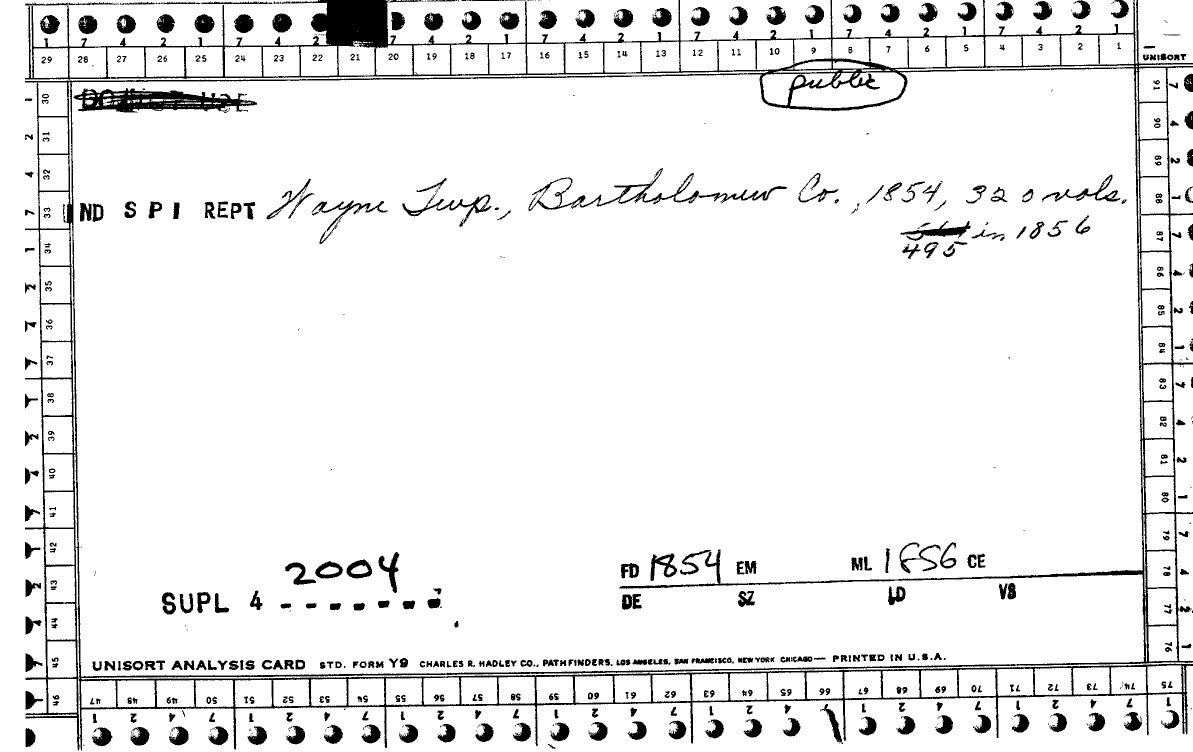 1 7 4 2 1 7 4 2 7 4 2 1 7 4 2 1 7 4 2 1 7 4 2 1 7 4 2 1
29 28 27 26 25 24 23 22 21 20 19 18 17 16 15 14 13 12 11 10 9 8 7 6 5 4 3 2 1
UNISORT
public
ND S P I REPT Wayne Twp., Bartholomew Co., 1854, 320 vols.
in 1856
495
30 31 32 33 34 35 36 37 38 39 40 41 42 43 44 45 46
91 90 89 88 87 86 85 84 83 82 81 80 79 78 77 76
2004
SUPL 4 - - - - - - -
FD 1854 EM ML 1856 CE
DE SZ LD VS
UNISORT ANALYSIS CARD STD. FORM Y9 CHARLES R. HADLEY CO., PATHFINDERS, LOS ANGELES, SAN FRANCISCO, NEW YORK CHICAGO — PRINTED IN U.S.A.
47 48 49 50 51 52 53 54 55 56 57 58 59 60 61 62 63 64 65 66 67 68 69 70 71 72 73 74 75